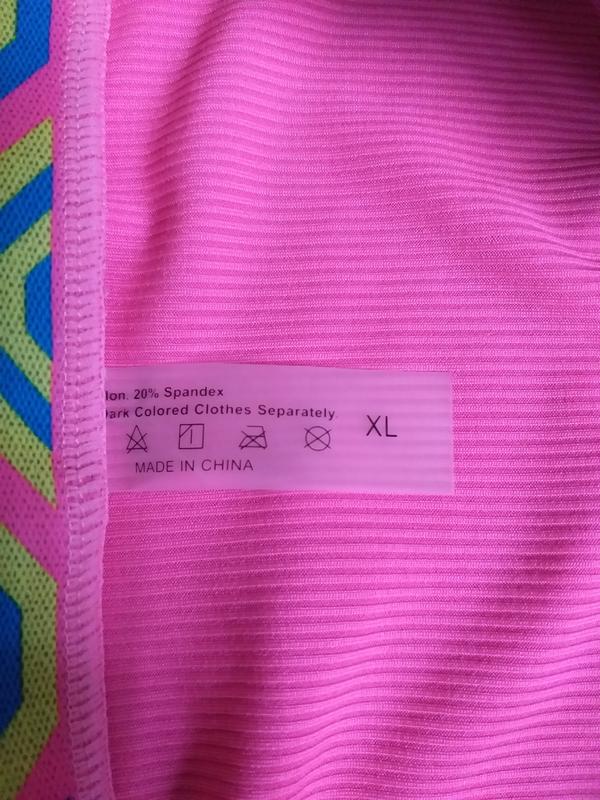 lon. 20% Spandex
Dark Colored Clothes Separately.
XL
MADE IN CHINA